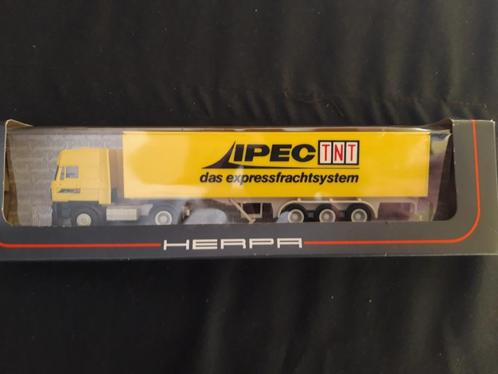 IPEC TNT
das expressfrachtsystem
HERPA